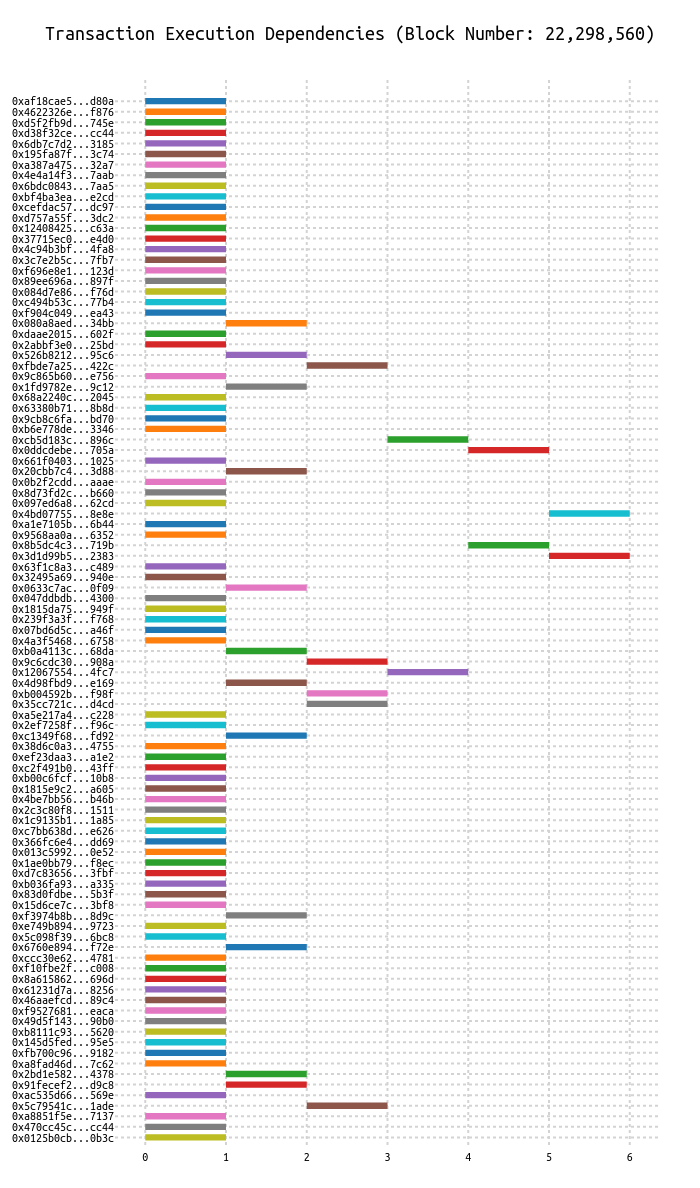 Transaction Execution Dependencies (Block Number: 22,298,560)
0xaf18cae5...d80a
0x4622326e...f876
0xd5f2fb9d...745e
0xd38f32ce...cc44
0x6db7c7d2...3185
0x195fa87f...3c74
0xa387a475...32a7
0x4e4a14f3...7aab
0x6bdc0843...7aa5
0xbf4ba3ea...e2cd
0xcefdac57...dc97
0xd757a55f...3dc2
0x12408425...c63a
0x37715ec0...e4d0
0x4c94b3bf...4fa8
0x3c7e2b5c...7fb7
0xf696e8e1...123d
0x89ee696a...897f
0x084d7e86...f76d
0xc494b53c...77b4
0xf904c049...ea43
0x080a8aed...34bb
0xdaae2015...602f
0x2abbf3e0...25bd
0x526b8212...95c6
0xfbde7a25...422c
0x9c865b60...e756
0x1fd9782e...9c12
0x68a2240c...2045
0x63380b71...8b8d
0x9cb8c6fa...bd70
0xb6e778de...3346
0xcb5d183c...896c
0x0ddcdebe...705a
0x661f0403...1025
0x20cbb7c4...3d88
0x0b2f2cdd...aaae
0x8d73fd2c...b660
0x097ed6a8...62cd
0x4bd07755...8e8e
0xa1e7105b...6b44
0x9568aa0a...6352
0x8b5dc4c3...719b
0x3d1d99b5...2383
0x63f1c8a3...c489
0x32495a69...940e
0x0633c7ac...0f09
0x047ddbdb...4300
0x1815da75...949f
0x239f3a3f...f768
0x07bd6d5c...a46f
0x4a3f5468...6758
0xb0a4113c...68da
0x9c6cdc30...908a
0x12067554...4fc7
0x4d98fbd9...e169
0xb004592b...f98f
0x35cc721c...d4cd
0xa5e217a4...c228
0x2ef7258f...f96c
0xc1349f68...fd92
0x38d6c0a3...4755
0xef23daa3...a1e2
0xc2f491b0...43ff
0xb00c6fcf...10b8
0x1815e9c2...a605
0x4be7bb56...b46b
0x2c3c80f8...1511
0x1c9135b1...1a85
0xc7bb638d...e626
0x366fc6e4...dd69
0x013c5992...0e52
0x1ae0bb79...f8ec
0xd7c83656...3fbf
0xb036fa93...a335
0x83d0fdbe...5b3f
0x15d6ce7c...3bf8
0xf3974b8b...8d9c
0xe749b894...9723
0x5c098f39...6bc8
0x6760e894...f72e
0xccc30e62...4781
0xf10fbe2f...c008
0x8a615862...696d
0x61231d7a...8256
0x46aaefcd...89c4
0xf9527681...eaca
0x49d5f143...90b0
0xb8111c93...5620
0x145d5fed...95e5
0xfb700c96...9182
0xa8fad46d...7c62
0x2bd1e582...4378
0x91fecef2...d9c8
0xac535d66...569e
0x5c79541c...1ade
0xa8851f5e...7137
0x470cc45c...cc44
0x0125b0cb...0b3c
0 1 2 3 4 5 6